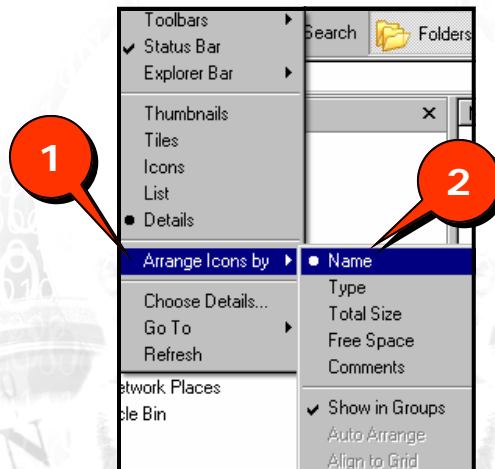 Toolbars
Status Bar
Explorer Bar
Search
Folders
Thumbnails
Tiles
Icons
List
Details
1
2
Arrange Icons by
Name
Type
Total Size
Free Space
Comments
Choose Details...
Go To
Refresh
etwork Places
cle Bin
Show in Groups
Auto Arrange
Align to Grid